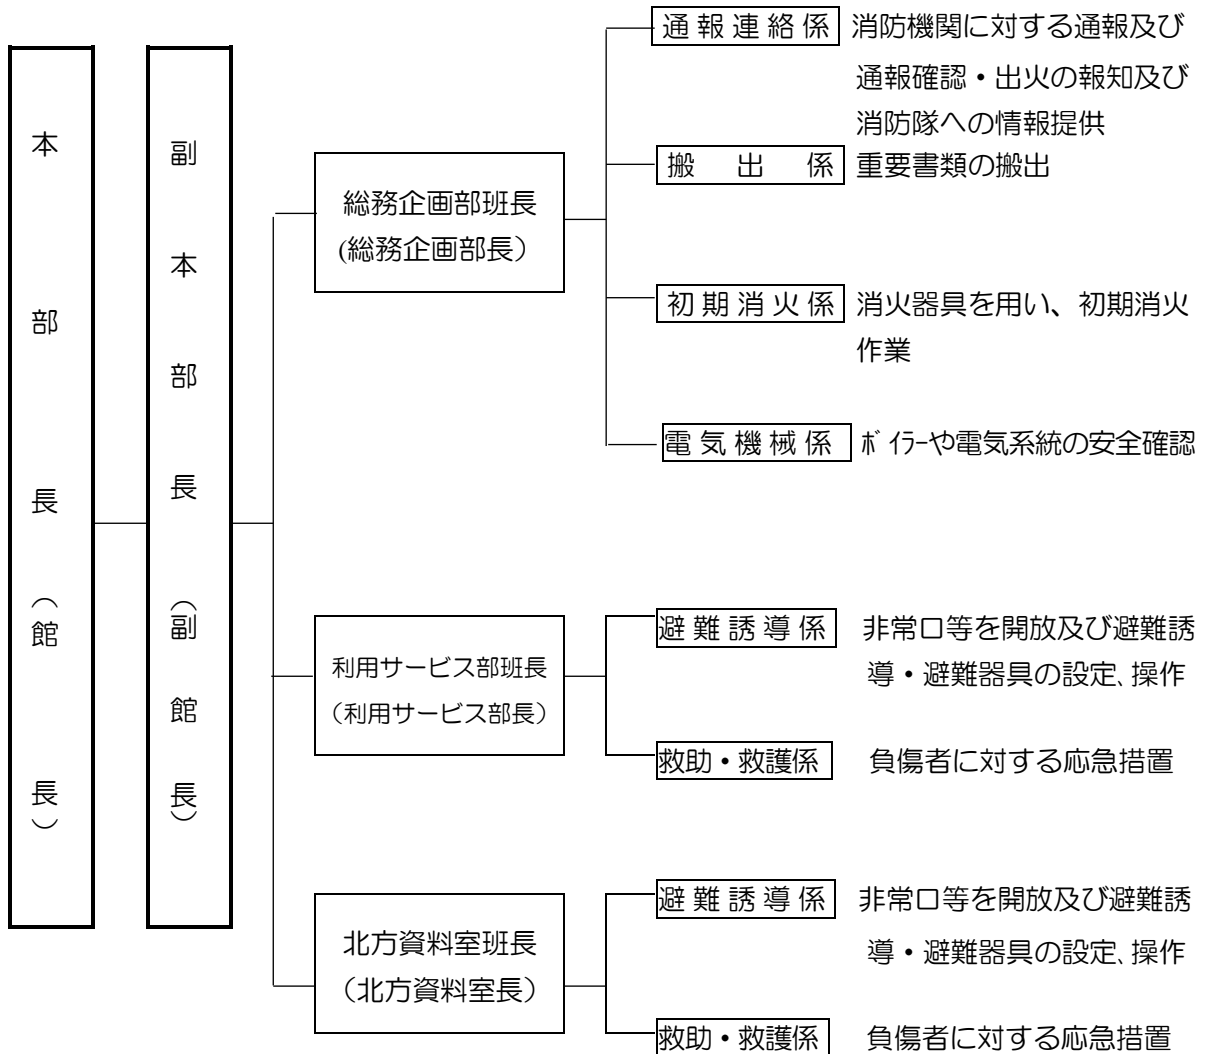 本部長（館長）
副本部長（副館長）
総務企画部班長
(総務企画部長）
通報連絡係 消防機関に対する通報及び
通報確認・出火の報知及び
消防隊への情報提供
搬出係 重要書類の搬出
初期消火係 消火器具を用い、初期消火
作業
電気機械係 ﾎﾞｲﾗｰや電気系統の安全確認
利用サービス部班長
（利用サービス部長）
避難誘導係 非常口等を開放及び避難誘
導・避難器具の設定、操作
救助・救護係 負傷者に対する応急措置
北方資料室班長
（北方資料室長）
避難誘導係 非常口等を開放及び避難誘
導・避難器具の設定、操作
救助・救護係 負傷者に対する応急措置